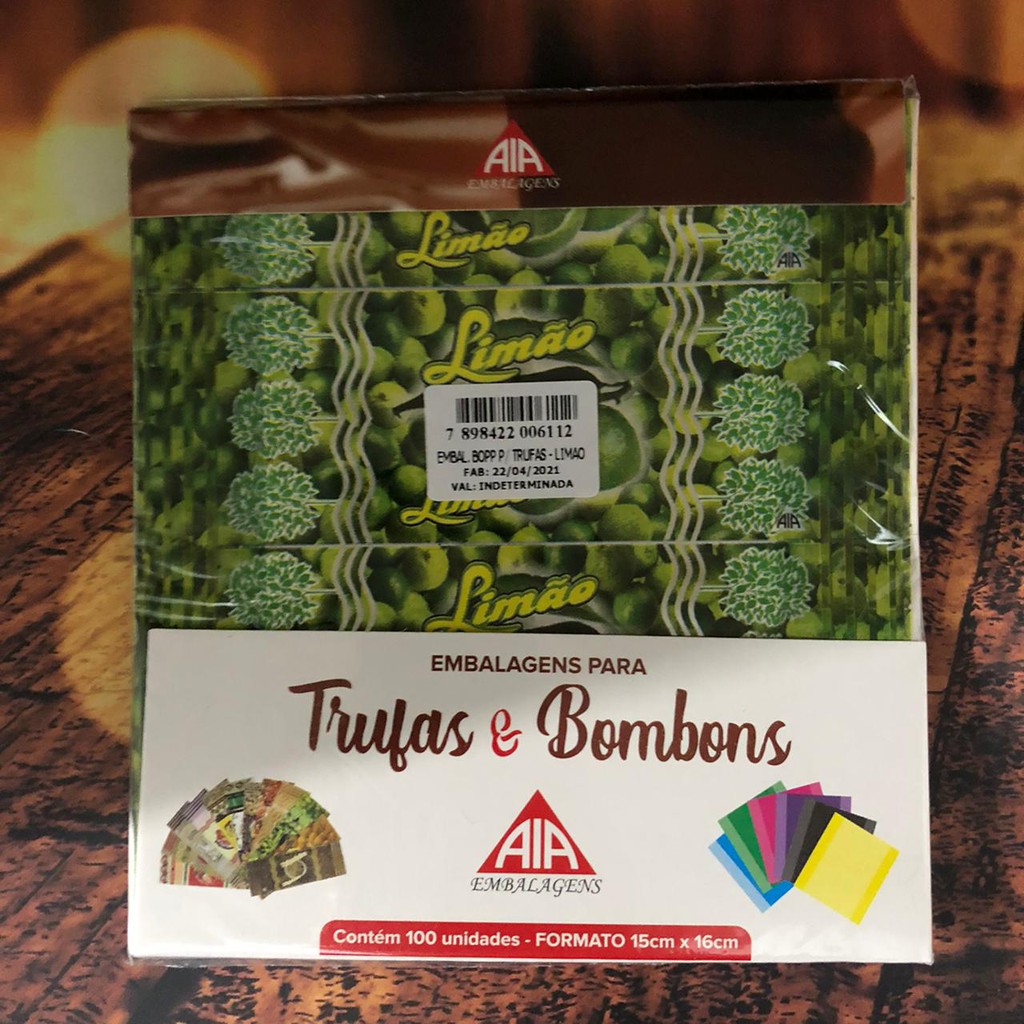 AIA
EMBALAGENS
Limão
AIA
Limão
7 898422 006112
EMBAL. BOPP P/ TRUFAS - LIMAO
FAB: 22/04/2021
VAL: INDETERMINADA
Limão
AIA
Limão
EMBALAGENS PARA
Trufas & Bombons
AIA
EMBALAGENS
Contém 100 unidades - FORMATO 15cm x 16cm